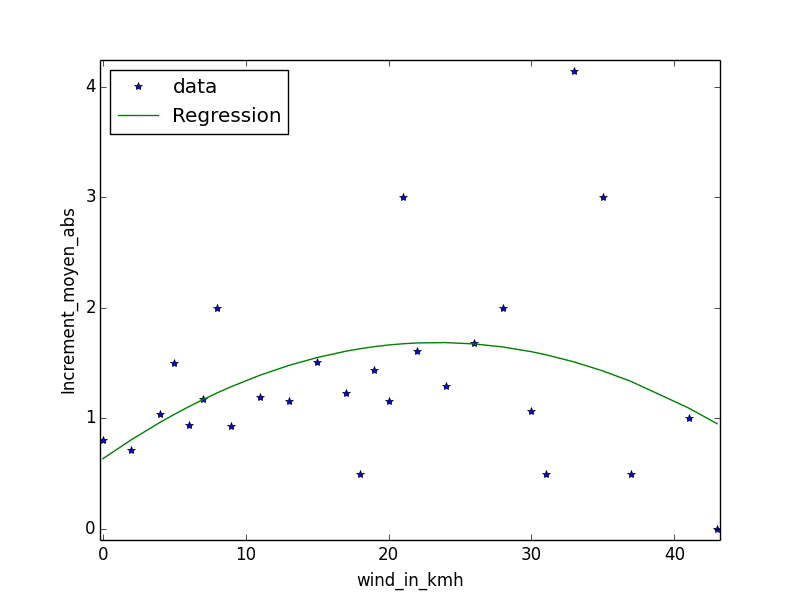 data
Regression
4
3
2
1
0
Increment_moyen_abs
0 10 20 30 40
wind_in_kmh